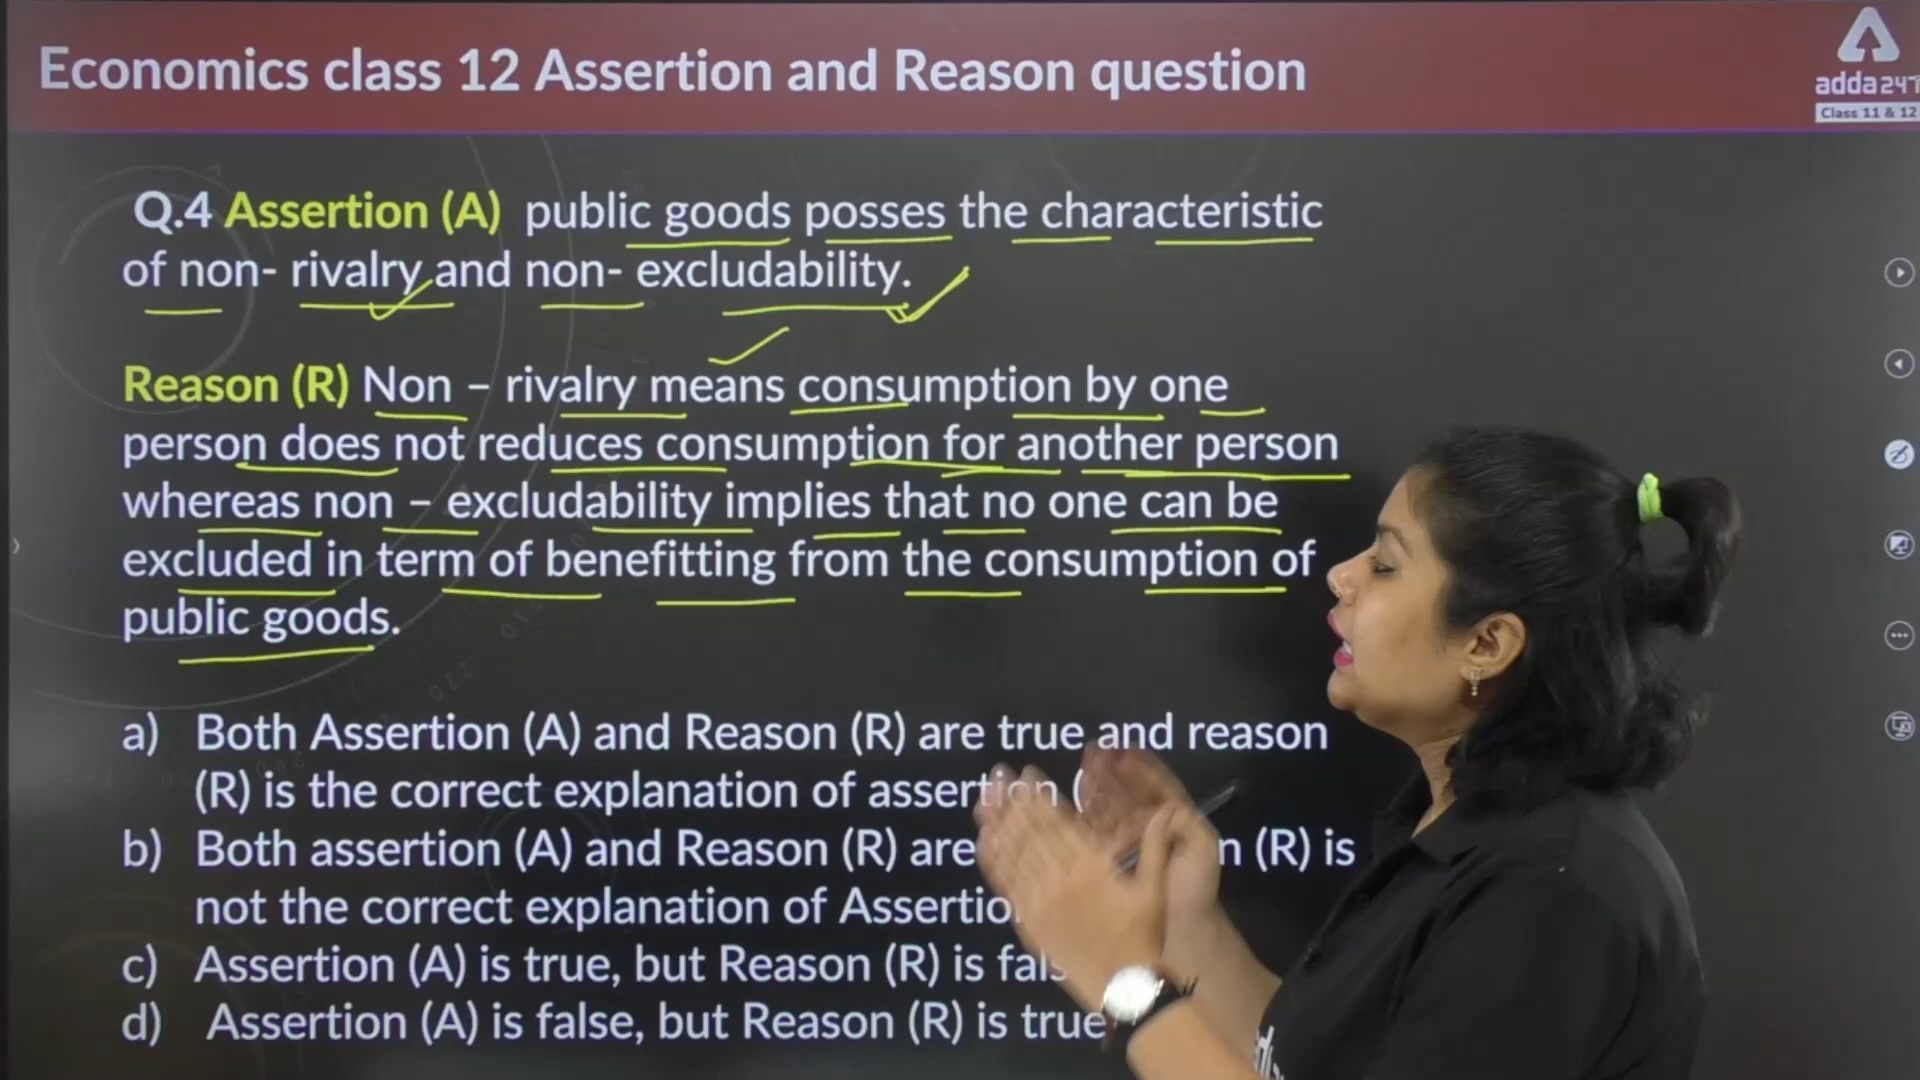 Economics class 12 Assertion and Reason question
adda247
Class 11 & 12
Q.4 Assertion (A) public goods posses the characteristic
of non- rivalry and non- excludability.
Reason (R) Non – rivalry means consumption by one
person does not reduces consumption for another person
whereas non – excludability implies that no one can be
excluded in term of benefitting from the consumption of
public goods.
a) Both Assertion (A) and Reason (R) are true and reason
(R) is the correct explanation of assertion (
b) Both assertion (A) and Reason (R) are (R) is
not the correct explanation of
c) Assertion (A) is true, but Reason (R) is
d) Assertion (A) is false, but Reason (R) is true